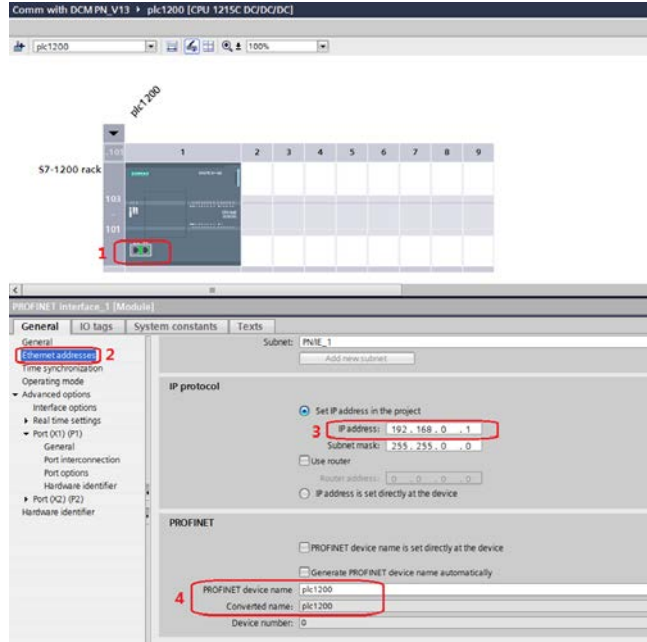 Comm with DCM PN_V13 ▸ plc1200 [CPU 1215C DC/DC/DC]
plc1200 100%
plc1200
101 1 2 3 4 5 6 7 8 9
S7-1200 rack
SIEMENS
103
101
1
PROFINET interface_1 [Module]
General IO tags System constants Texts
General
Ethernet addresses 2
Time synchronization
Operating mode
Advanced options
Interface options
Real time settings
Port (X1) (P1)
General
Port interconnection
Port options
Hardware identifier
Port (X2) (P2)
Hardware identifier
Subnet: PN/IE_1
Add new subnet
IP protocol
Set IP address in the project
3 IP address: 192 . 168 . 0 . 1
Subnet mask: 255 . 255 . 0 . 0
Use router
Router address: 0 . 0 . 0 . 0
IP address is set directly at the device
PROFINET
PROFINET device name is set directly at the device
Generate PROFINET device name automatically
4 PROFINET device name plc1200
Converted name: plc1200
Device number: 0